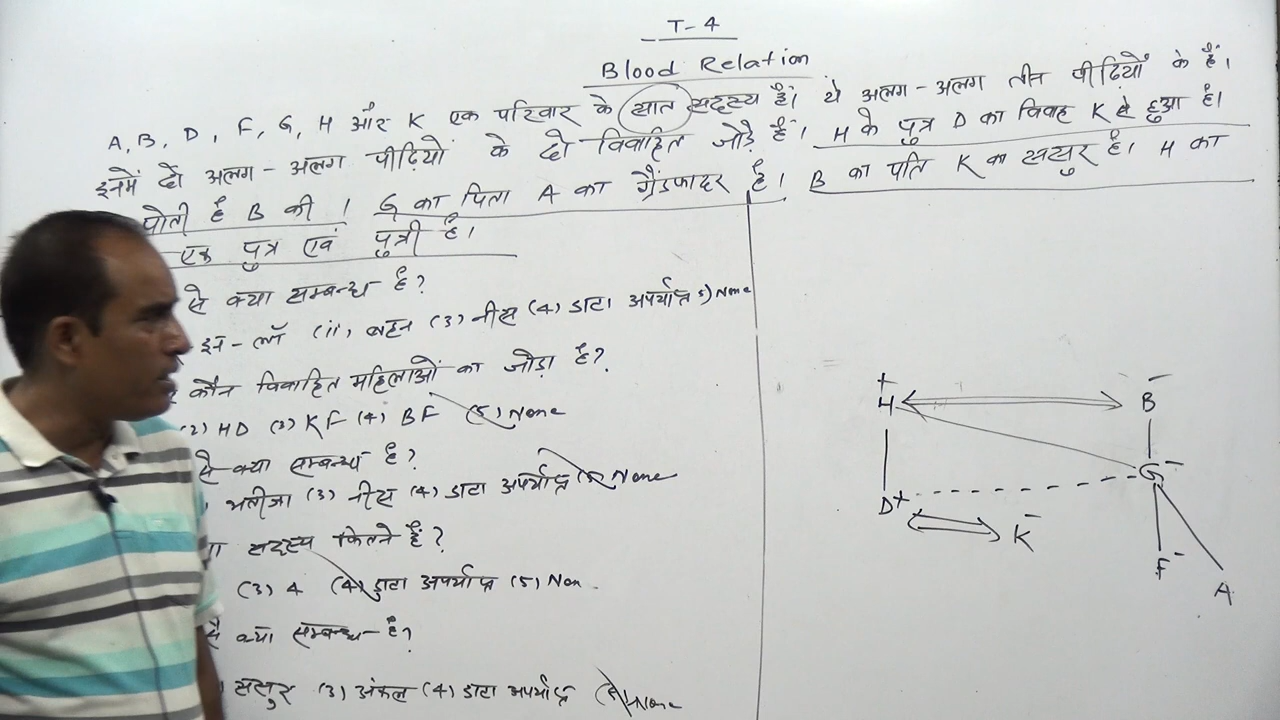 T-4
Blood Relation
A, B, D, F, G, H और K एक परिवार के सात सदस्य हैं। ये अलग-अलग तीन पीढ़ियों के हैं।
इनमें दो अलग-अलग पीढ़ियों के दो विवाहित जोड़े हैं। H के पुत्र D का विवाह K से हुआ है।
पोती है B की। G का पिता A का ग्रैंडफादर है। B का पति K का ससुर है। H का
एक पुत्र एवं पुत्री है।
से क्या सम्बन्ध है?
इन-लॉ (ii) बहन (3) नीस (4) डाटा अपर्याप्त 5) None
कौन विवाहित महिलाओं का जोड़ा है?
(2) HD (3) KF (4) BF (5) None
से क्या सम्बन्ध है?
भतीजा (3) नीस (4) डाटा अपर्याप्त (5) None
सदस्य कितने हैं?
(3) 4 (4) डाटा अपर्याप्त (5) Non
से क्या सम्बन्ध है?
ससुर (3) अंकल (4) डाटा अपर्याप्त (5) None
+ H B -
G -
D + K -
F - A